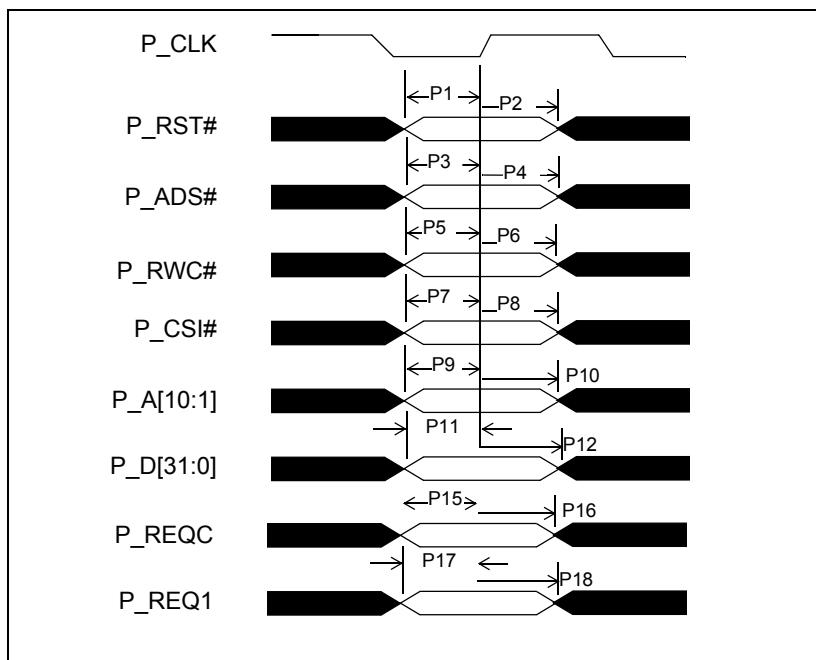 P_CLK
P1
P2
P_RST#
P3
P4
P_ADS#
P5
P6
P_RWC#
P7
P8
P_CSI#
P9
P10
P_A[10:1]
P11
P12
P_D[31:0]
P15
P16
P_REQC
P17
P18
P_REQ1